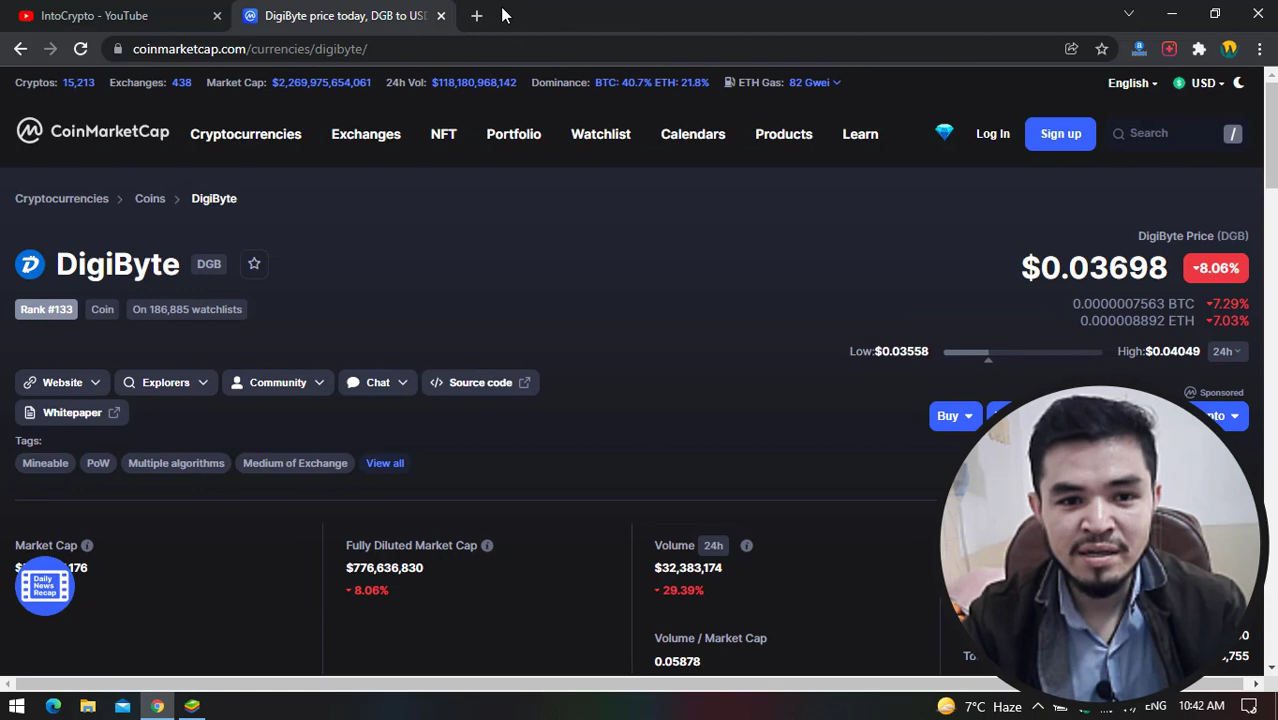 IntoCrypto - YouTube
DigiByte price today, DGB to USD
coinmarketcap.com/currencies/digibyte/
Cryptos: 15,213 Exchanges: 438 Market Cap: $2,269,975,654,061 24h Vol: $118,180,968,142 Dominance: BTC: 40.7% ETH: 21.8% ETH Gas: 82 Gwei English USD
CoinMarketCap Cryptocurrencies Exchanges NFT Portfolio Watchlist Calendars Products Learn Log In Sign up Search /
Cryptocurrencies > Coins > DigiByte
DigiByte Price (DGB)
DigiByte DGB
$0.03698 8.06%
Rank #133 Coin On 186,885 watchlists
0.0000007563 BTC 7.29%
0.000008892 ETH 7.03%
Low:$0.03558 High:$0.04049 24h
Website Explorers Community Chat Source code
Sponsored
Whitepaper
Buy
Tags:
Mineable PoW Multiple algorithms Medium of Exchange View all
Market Cap Fully Diluted Market Cap Volume 24h
$776,636,830 $32,383,174
Daily
News
Recap
8.06% 29.39%
Volume / Market Cap
0.05878
7°C Haze ENG 10:42 AM